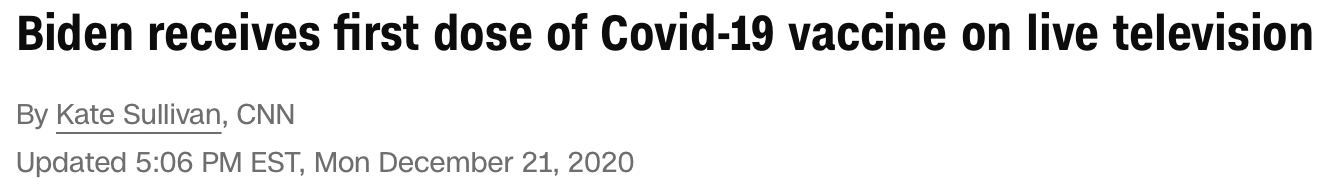 Biden receives first dose of Covid-19 vaccine on live television
By Kate Sullivan, CNN
Updated 5:06 PM EST, Mon December 21, 2020